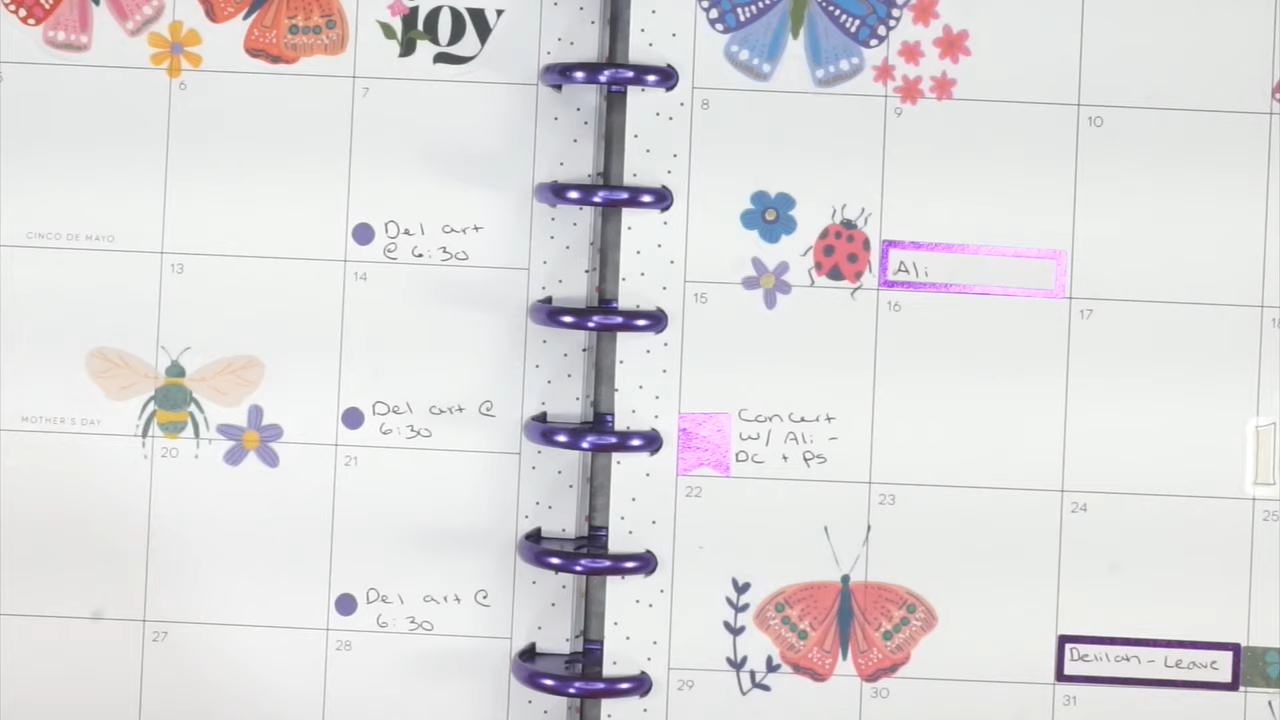 joy
6
7
8
9
10
CINCO DE MAYO
Del art
@ 6:30
Ali
13
14
15
16
17
MOTHER'S DAY
Del art @
6:30
Concert
w/ Ali -
DC + PS
20
21
22
23
24
25
Del art @
6:30
Delilah - Leave
27
28
29
30
31